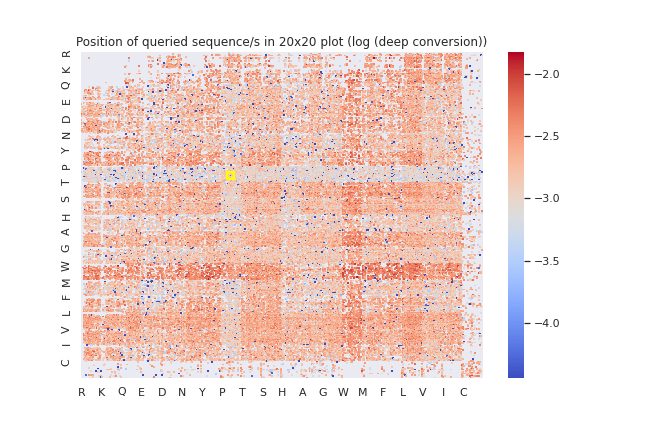 Position of queried sequence/s in 20x20 plot (log (deep conversion))
R
K
Q
E
D
N
Y
P
T
S
H
A
G
W
M
F
L
V
I
C
R K Q E D N Y P T S H A G W M F L V I C
−2.0
−2.5
−3.0
−3.5
−4.0